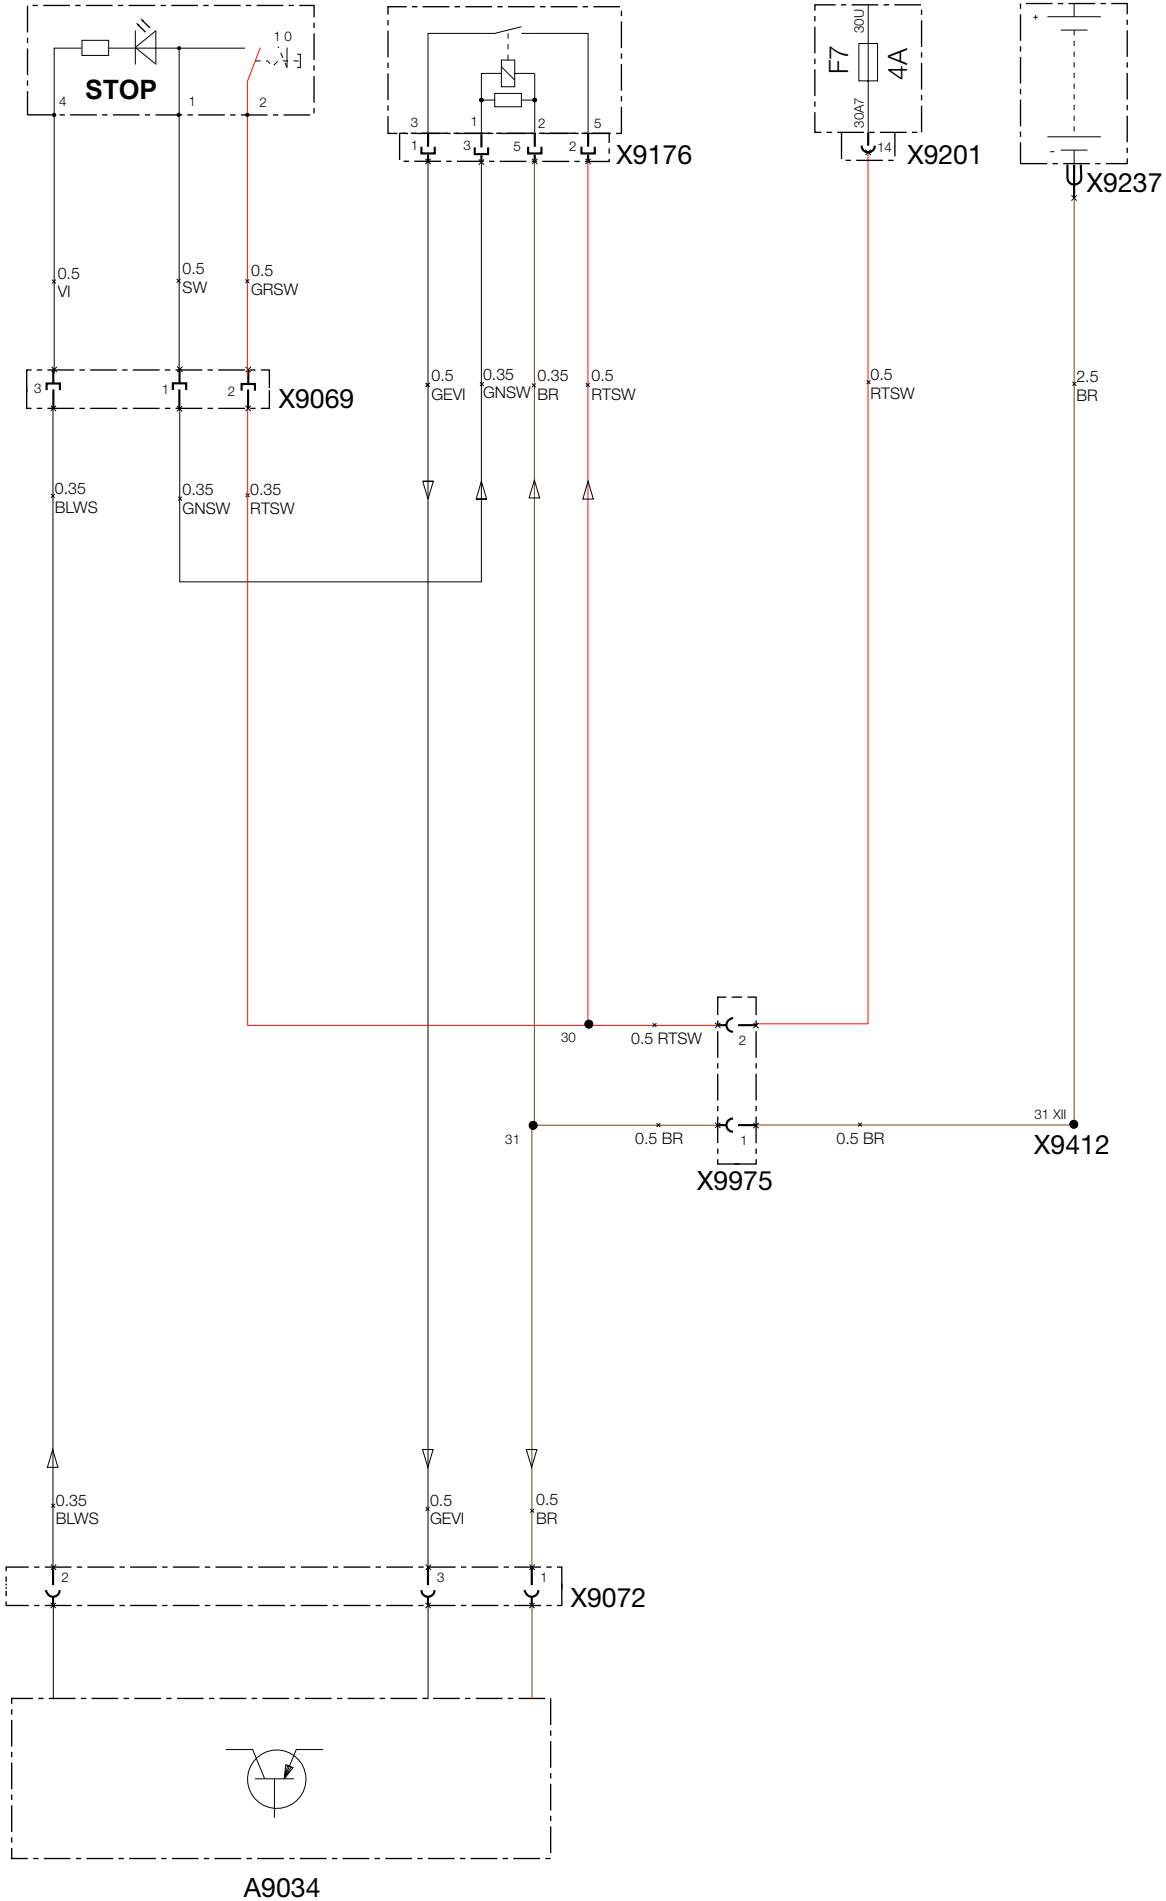 1 0
STOP
4
1
2
3
1
2
5
1
3
5
2
X9176
30U
F7
4A
30A7
14
X9201
+
-
X9237
0.5
VI
0.5
SW
0.5
GRSW
3
1
2
X9069
0.5
GEVI
0.35
GNSW
0.35
BR
0.5
RTSW
0.5
RTSW
2.5
BR
0.35
BLWS
0.35
GNSW
0.35
RTSW
30
0.5 RTSW
2
31
0.5 BR
1
0.5 BR
31 XII
X9412
X9975
0.35
BLWS
0.5
GEVI
0.5
BR
2
3
1
X9072
A9034